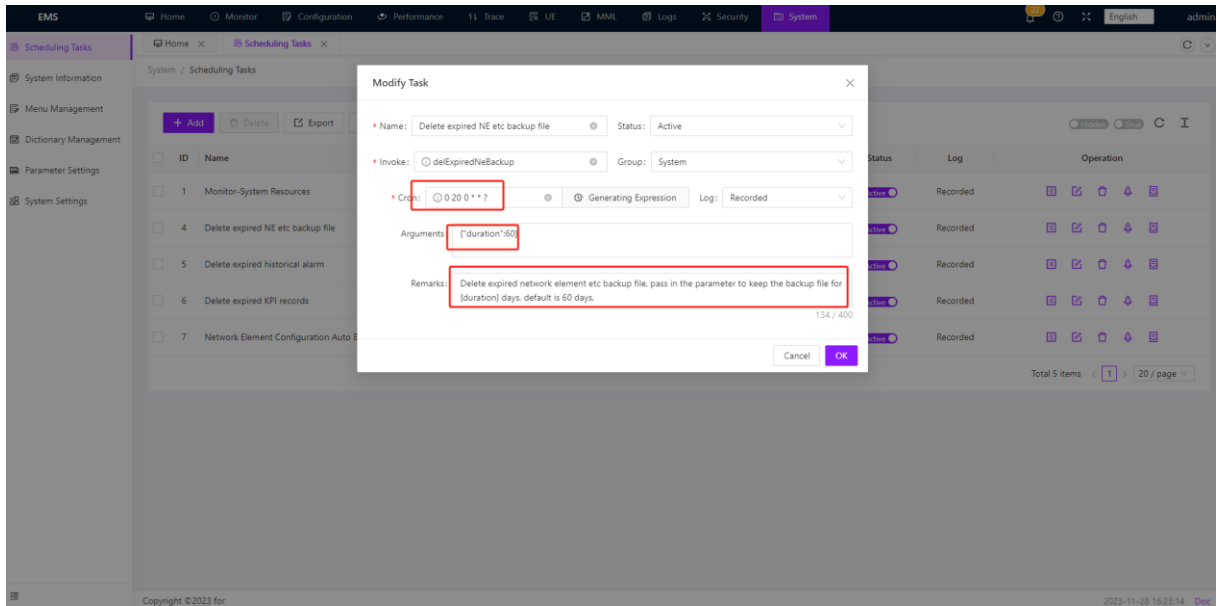 EMS Home Monitor Configuration Performance Trace UE MML Logs Security System 22 English admin
Scheduling Tasks
Home Scheduling Tasks
System Information
System / Scheduling Tasks
Menu Management
Dictionary Management
Parameter Settings
System Settings
Modify Task
+ Add Delete Export
* Name: Delete expired NE etc backup file Status: Active
Hidden
* Invoke: delExpiredNeBackup Group: System
ID Name Status Log Operation
* Cron: 0 20 0 * * ? Generating Expression Log: Recorded
1 Monitor-System Resources Recorded
Arguments: {"duration":60}
4 Delete expired NE etc backup file Recorded
5 Delete expired historical alarm Recorded
Remarks: Delete expired network element etc backup file, pass in the parameter to keep the backup file for
{duration} days, default is 60 days.
134 / 400
6 Delete expired KPI records Recorded
7 Network Element Configuration Auto Recorded
Cancel OK
Total 5 items < 1 > 20 / page
Copyright ©2023 for 2023-11-28 16:23:14 Doc